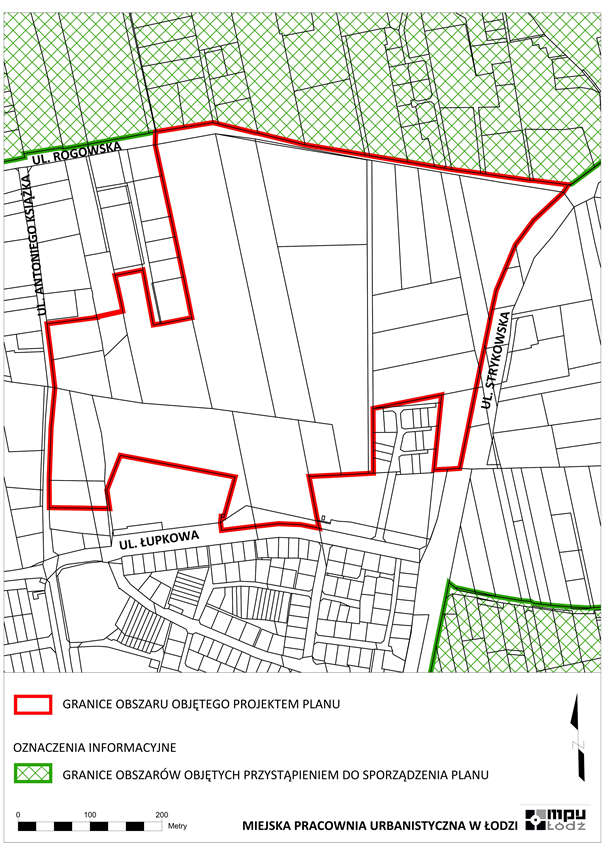 UL. ROGOWSKA
UL. ANTONIEGO KSIĄŻKA
UL. STRYKOWSKA
UL. ŁUPKOWA
GRANICE OBSZARU OBJĘTEGO PROJEKTEM PLANU
OZNACZENIA INFORMACYJNE
GRANICE OBSZARÓW OBJĘTYCH PRZYSTĄPIENIEM DO SPORZĄDZENIA PLANU
N
0 100 200
Metry
MIEJSKA PRACOWNIA URBANISTYCZNA W ŁODZI
mpu
Łódź